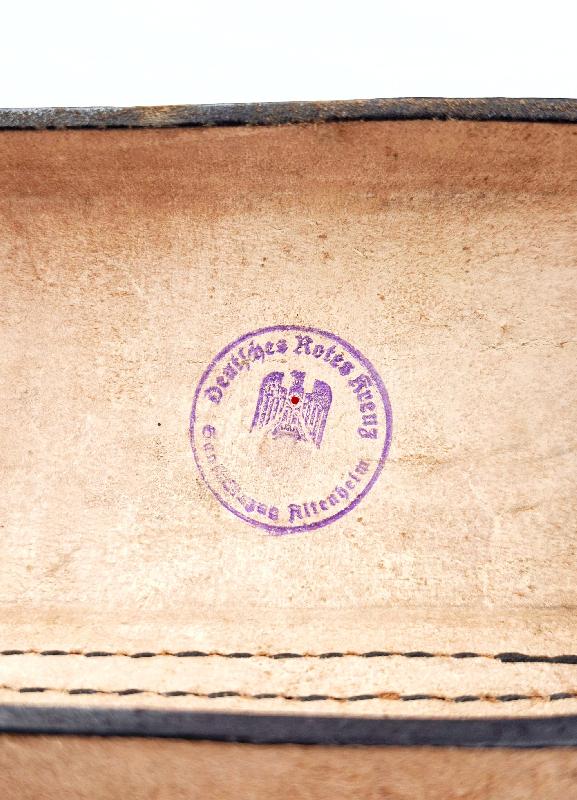 Deutsches Rotes Kreuz
Altenheim